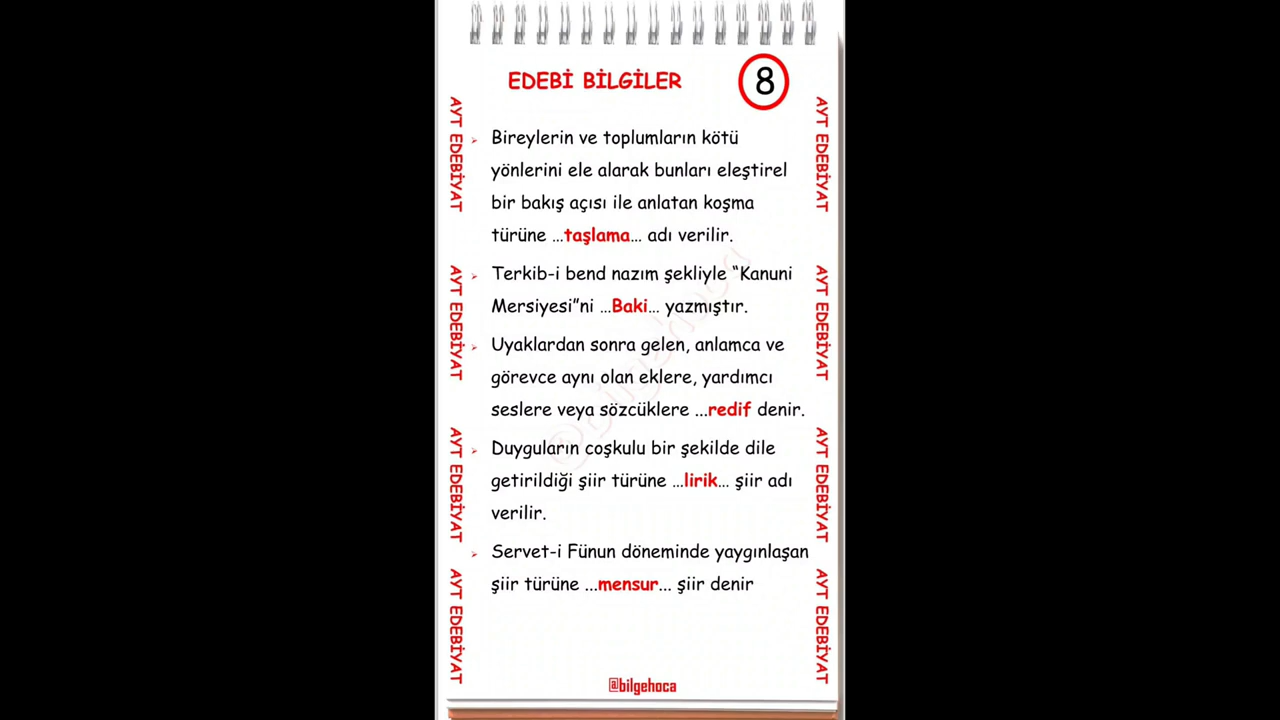 EDEBİ BİLGİLER
8
Bireylerin ve toplumların kötü
yönlerini ele alarak bunları eleştirel
bir bakış açısı ile anlatan koşma
türüne ...taşlama... adı verilir.
Terkib-i bend nazım şekliyle “Kanuni
Mersiyesi”ni ...Baki... yazmıştır.
Uyaklardan sonra gelen, anlamca ve
görevce aynı olan eklere, yardımcı
seslere veya sözcüklere ...redif denir.
Duyguların coşkulu bir şekilde dile
getirildiği şiir türüne ...lirik... şiir adı
verilir.
Servet-i Fünun döneminde yaygınlaşan
şiir türüne ...mensur... şiir denir
AYT EDEBİYAT
AYT EDEBİYAT
AYT EDEBİYAT
AYT EDEBİYAT
AYT EDEBİYAT
AYT EDEBİYAT
AYT EDEBİYAT
AYT EDEBİYAT
@bilgehoca
@bilgehoca